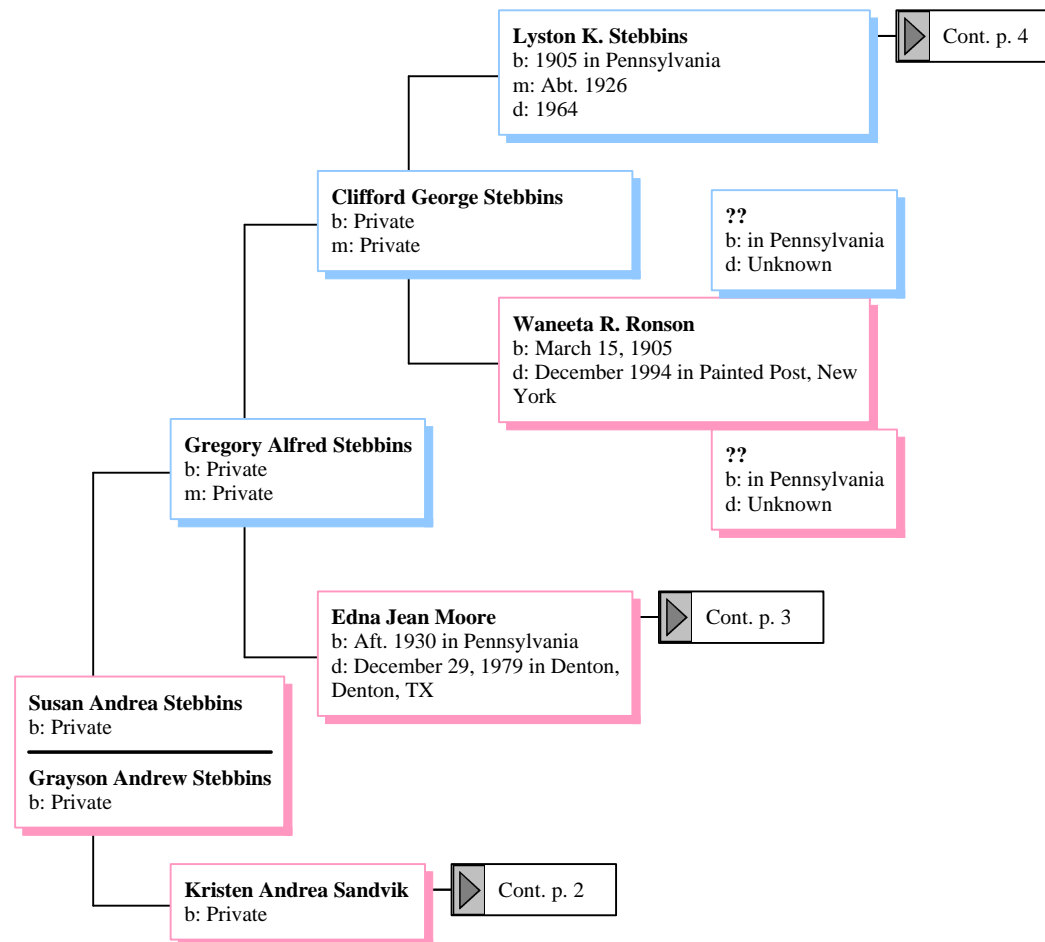 Lyston K. Stebbins
b: 1905 in Pennsylvania
m: Abt. 1926
d: 1964
Cont. p. 4
Clifford George Stebbins
b: Private
m: Private
??
b: in Pennsylvania
d: Unknown
Waneeta R. Ronson
b: March 15, 1905
d: December 1994 in Painted Post, New
York
Gregory Alfred Stebbins
b: Private
m: Private
??
b: in Pennsylvania
d: Unknown
Edna Jean Moore
b: Aft. 1930 in Pennsylvania
d: December 29, 1979 in Denton,
Denton, TX
Cont. p. 3
Susan Andrea Stebbins
b: Private
Grayson Andrew Stebbins
b: Private
Kristen Andrea Sandvik
b: Private
Cont. p. 2